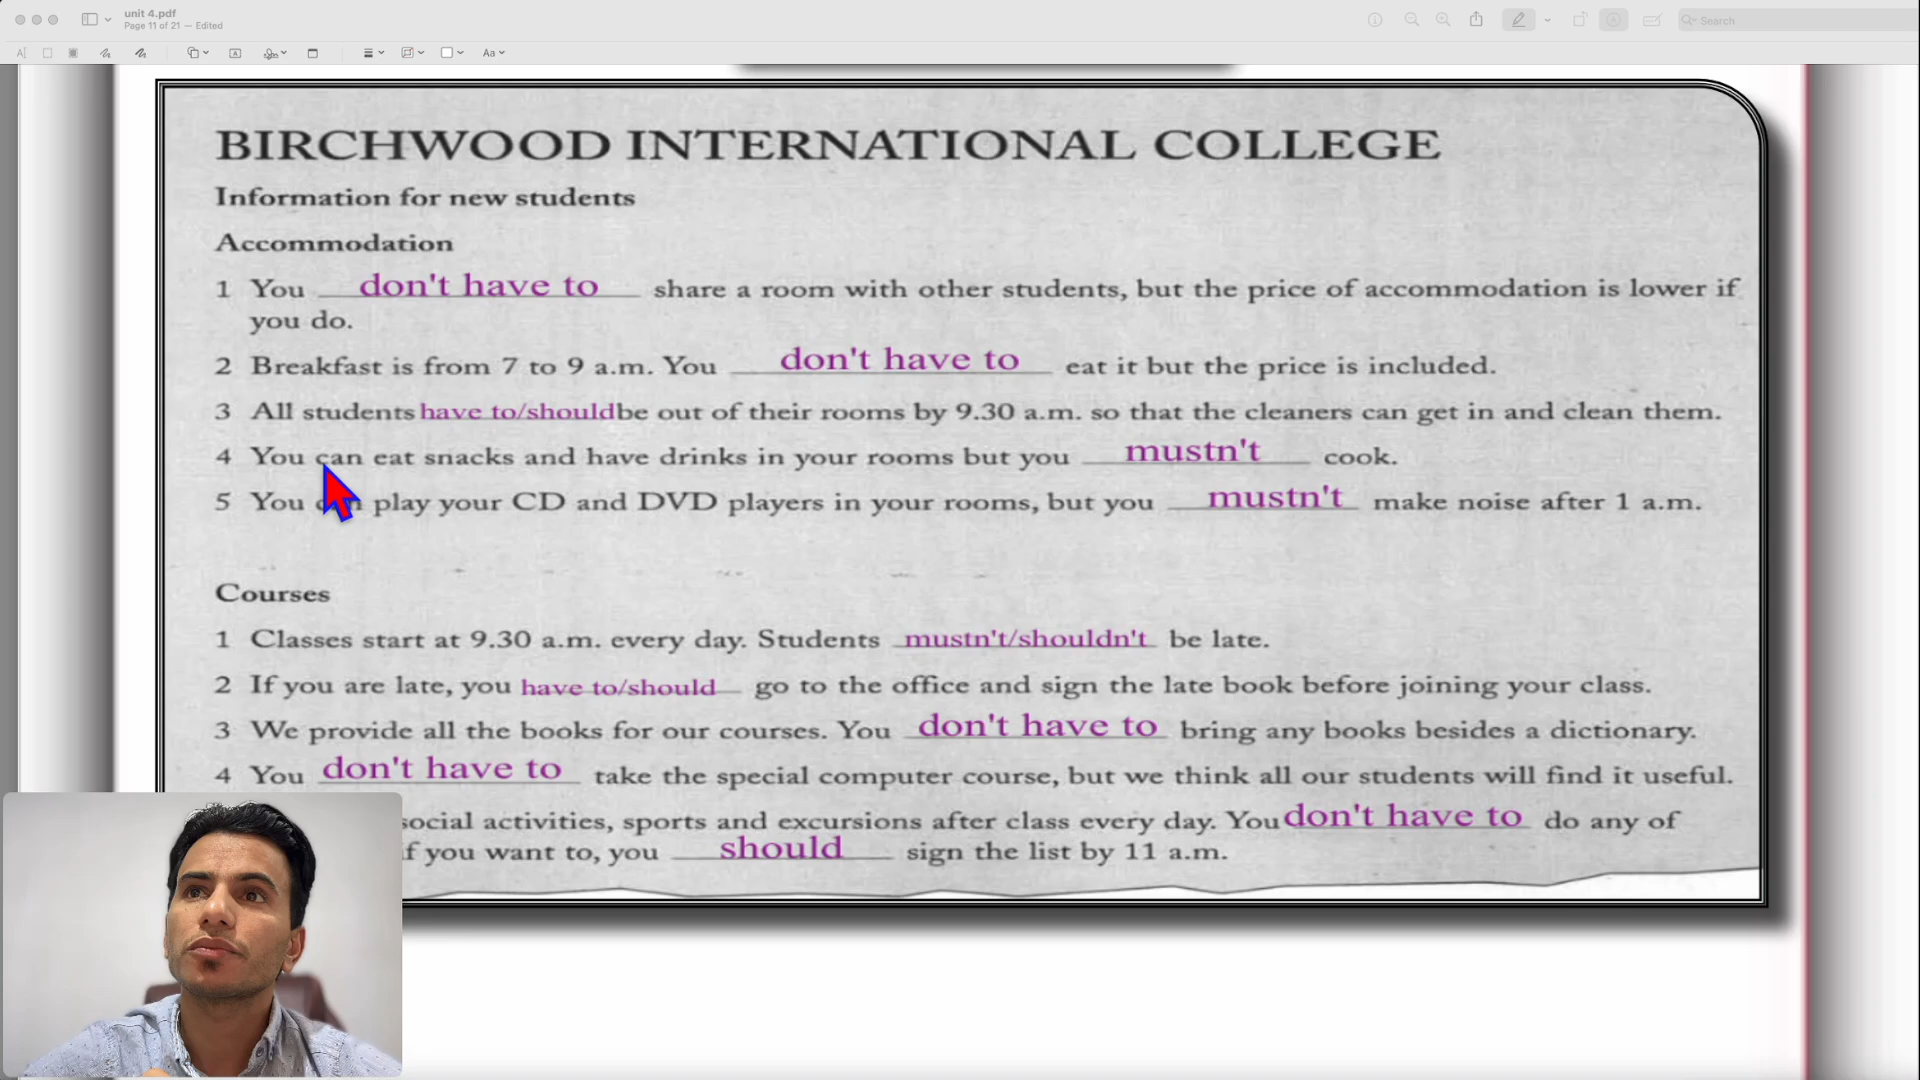 unit 4.pdf
Page 11 of 21 — Edited
Search
Aa
BIRCHWOOD INTERNATIONAL COLLEGE
Information for new students
Accommodation
1 You don't have to share a room with other students, but the price of accommodation is lower if
you do.
2 Breakfast is from 7 to 9 a.m. You don't have to eat it but the price is included.
3 All students have to/should be out of their rooms by 9.30 a.m. so that the cleaners can get in and clean them.
4 You can eat snacks and have drinks in your rooms but you mustn't cook.
5 You play your CD and DVD players in your rooms, but you mustn't make noise after 1 a.m.
Courses
1 Classes start at 9.30 a.m. every day. Students mustn't/shouldn't be late.
2 If you are late, you have to/should go to the office and sign the late book before joining your class.
3 We provide all the books for our courses. You don't have to bring any books besides a dictionary.
4 You don't have to take the special computer course, but we think all our students will find it useful.
social activities, sports and excursions after class every day. You don't have to do any of
if you want to, you should sign the list by 11 a.m.